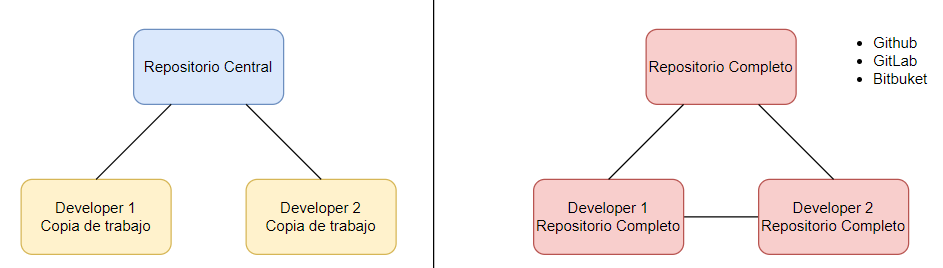 Repositorio Central
Developer 1
Copia de trabajo
Developer 2
Copia de trabajo
Repositorio Completo
Github
GitLab
Bitbuket
Developer 1
Repositorio Completo
Developer 2
Repositorio Completo